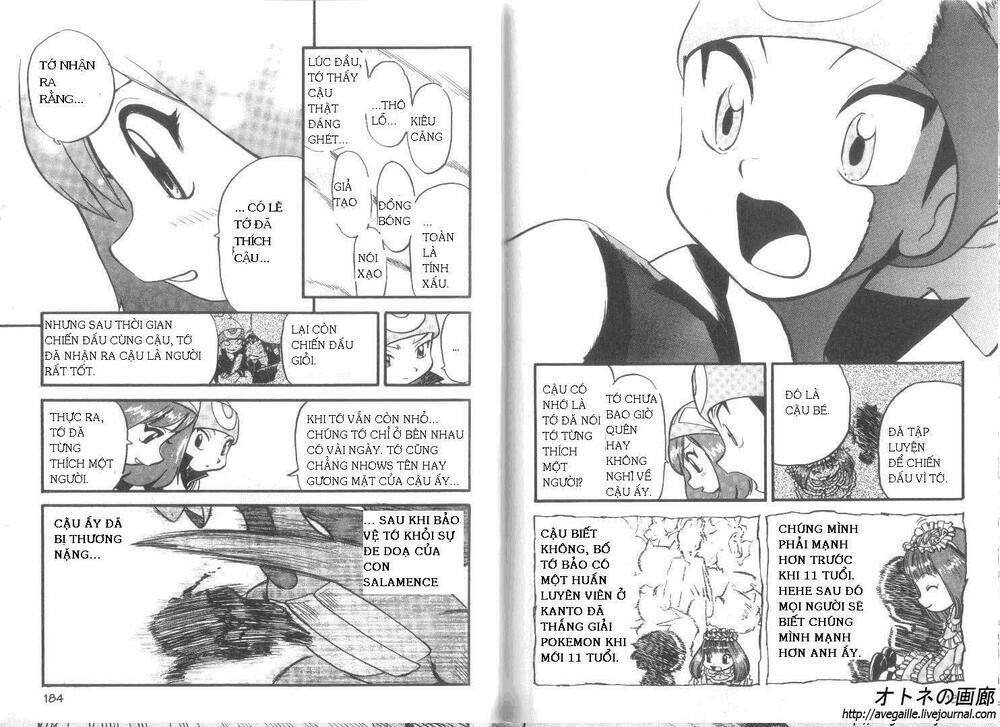 TỚ NHẬN
RA
RẰNG...
... CÓ LẼ
TỚ ĐÃ
THÍCH
CẬU...
LÚC ĐẦU,
TỚ THẤY
CẬU
THẬT
ĐÁNG
GHÉT...
...THÔ
LỖ...
KIÊU
CĂNG
GIẢ
TẠO
ĐỒNG
BÓNG
NÓI
XẠO
...
TOÀN
LÀ
TÍNH
XẤU.
NHƯNG SAU THỜI GIAN
CHIẾN ĐẤU CÙNG CẬU, TỚ
ĐÃ NHẬN RA CẬU LÀ NGƯỜI
RẤT TỐT.
LẠI CÒN
CHIẾN ĐẤU
GIỎI.
...
THỰC RA,
TỚ ĐÃ
TỪNG
THÍCH MỘT
NGƯỜI.
KHI TỚ VẪN CÒN NHỎ...
CHÚNG TỚ CHỈ Ở BÊN NHAU
CÓ VÀI NGÀY. TỚ CŨNG
CHẲNG NHOWS TÊN HAY
GƯƠNG MẶT CỦA CẬU ẤY...
CẬU ẤY ĐÃ
BỊ THƯƠNG
NẶNG...
... SAU KHI BẢO
VỆ TỚ KHỎI SỰ
DE DOẠ CỦA
CON
SALAMENCE
184
CẬU CÓ
NHỚ LÀ
TỚ ĐÃ NÓI
TỚ TỪNG
THÍCH
MỘT
NGƯỜI?
TỚ CHƯA
BAO GIỜ
QUÊN
HAY
KHÔNG
NGHĨ VỀ
CẬU ẤY.
ĐÓ LÀ
CẬU BÉ.
ĐÃ TẬP
LUYỆN
ĐỂ CHIẾN
ĐẤU VÌ TỚ.
CẬU BIẾT
KHÔNG, BỐ
TỚ BẢO CÓ
MỘT HUẤN
LUYỆN VIÊN Ở
KANTO ĐÃ
THẮNG GIẢI
POKEMON KHI
MỚI 11 TUỔI.
CHÚNG MÌNH
PHẢI MẠNH
HƠN TRƯỚC
KHI 11 TUỔI.
HEHE SAU ĐÓ
MỌI NGƯỜI SẼ
BIẾT CHÚNG
MÌNH MẠNH
HƠN ANH ẤY.
オトネの画廊
http://avegaille.livejournal.com